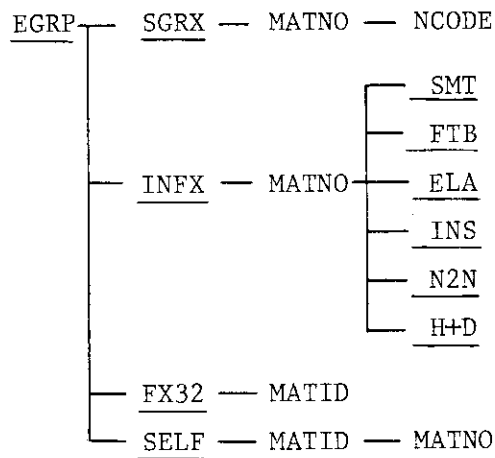 EGRP SGRX MATNO NCODE
SMT
FTB
INFX MATNO ELA
INS
N2N
H+D
FX32 MATID
SELF MATID MATNO